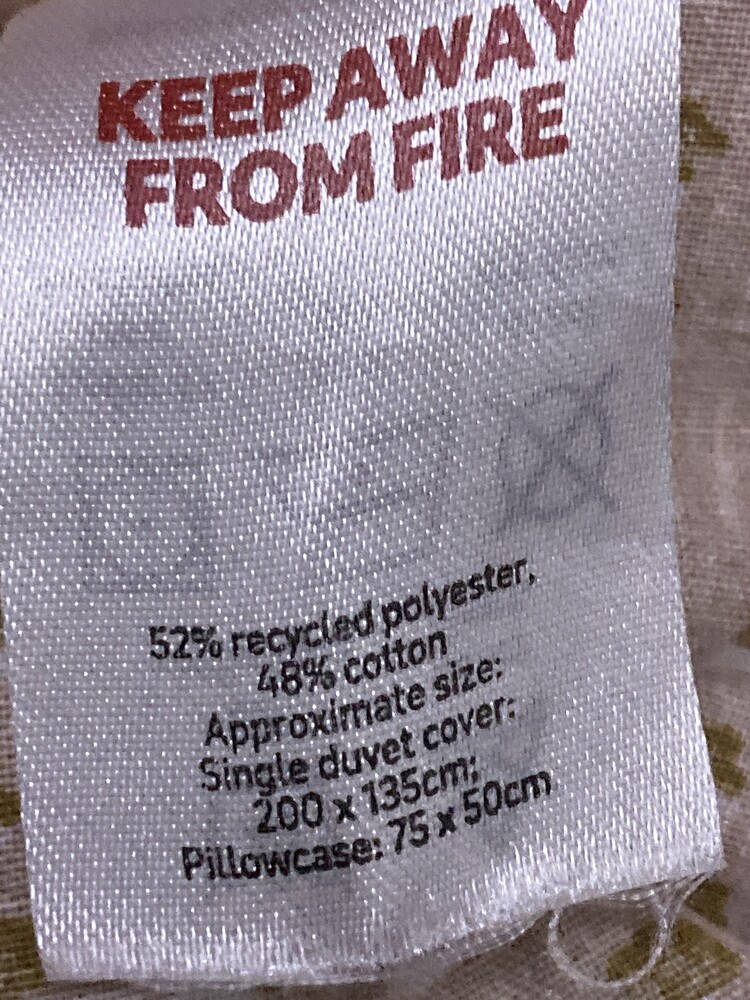 KEEP AWAY
FROM FIRE
52% recycled polyester,
48% cotton
Approximate size:
Single duvet cover:
200 x 135cm;
Pillowcase: 75 x 50cm